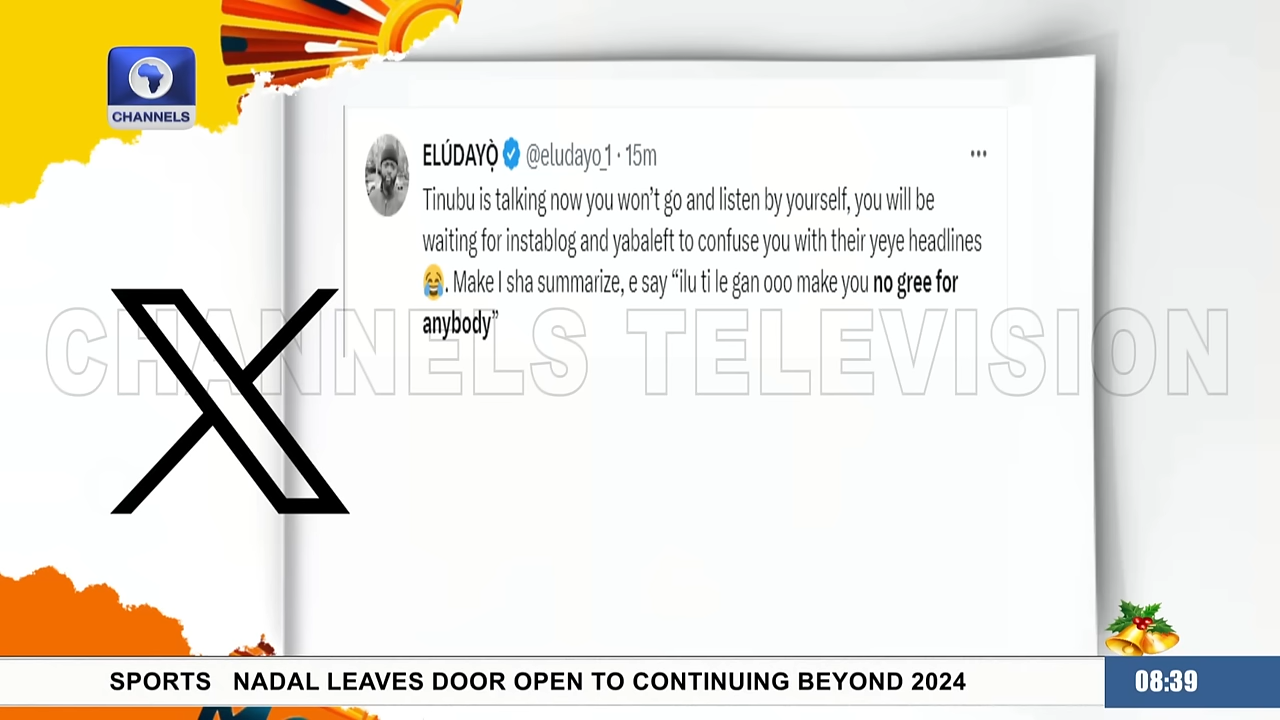 CHANNELS
ELÚDAYỌ̀ @eludayo_1 · 15m
Tinubu is talking now you won't go and listen by yourself, you will be
waiting for instablog and yabaleft to confuse you with their yeye headlines
😂. Make I sha summarize, e say “ilu ti le gan ooo make you no gree for
anybody”
CHANNELS TELEVISION
SPORTS NADAL LEAVES DOOR OPEN TO CONTINUING BEYOND 2024
08:39